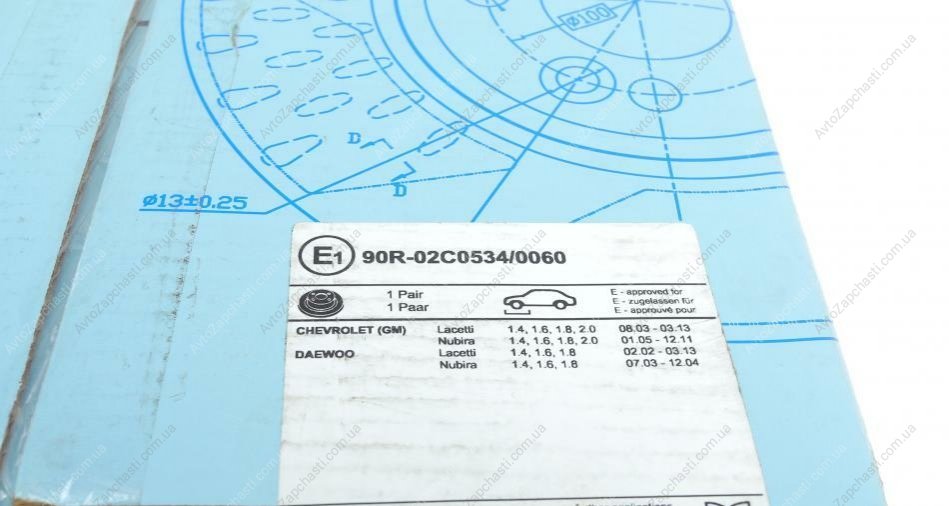 ø100
D
D
ø13±0.25
E1 90R-02C0534/0060
1 Pair
1 Paar
E - approved for
E - zugelassen für
E - approuvé pour
CHEVROLET (GM) Lacetti 1.4, 1.6, 1.8, 2.0 08.03 - 03.13
Nubira 1.4, 1.6, 1.8, 2.0 01.05 - 12.11
DAEWOO Lacetti 1.4, 1.6, 1.8 02.02 - 03.13
Nubira 1.4, 1.6, 1.8 07.03 - 12.04
AvtoZapchasti.com.ua